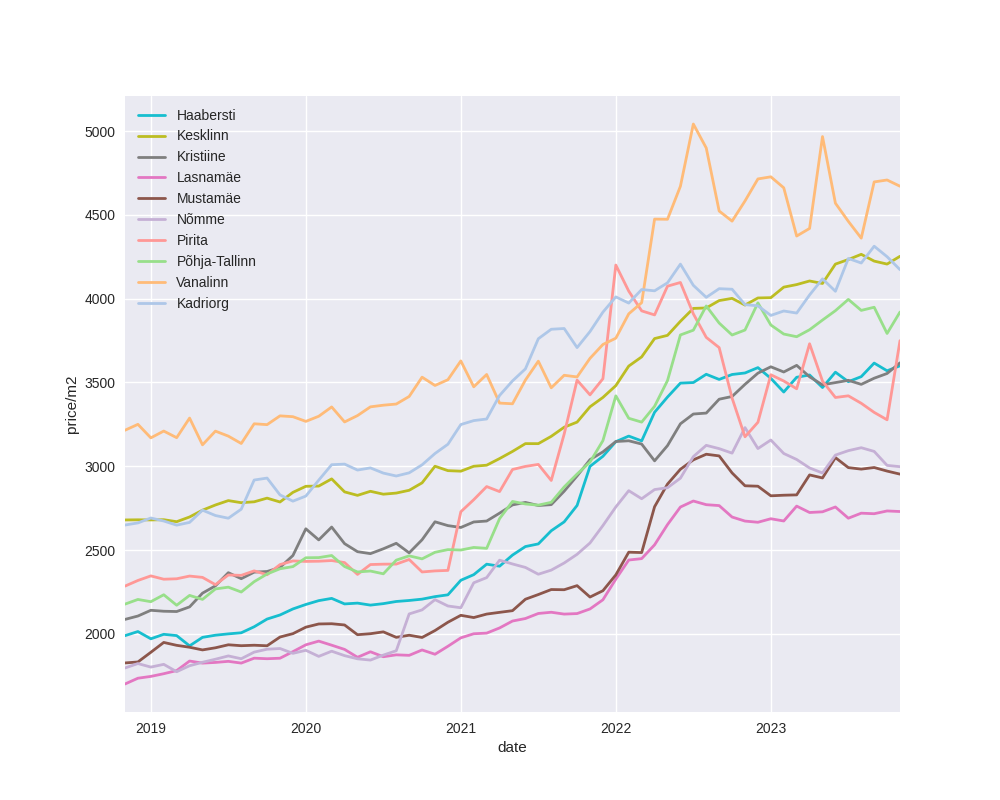 Haabersti
Kesklinn
Kristiine
Lasnamäe
Mustamäe
Nõmme
Pirita
Põhja-Tallinn
Vanalinn
Kadriorg
5000
4500
4000
3500
3000
2500
2000
price/m2
2019 2020 2021 2022 2023
date